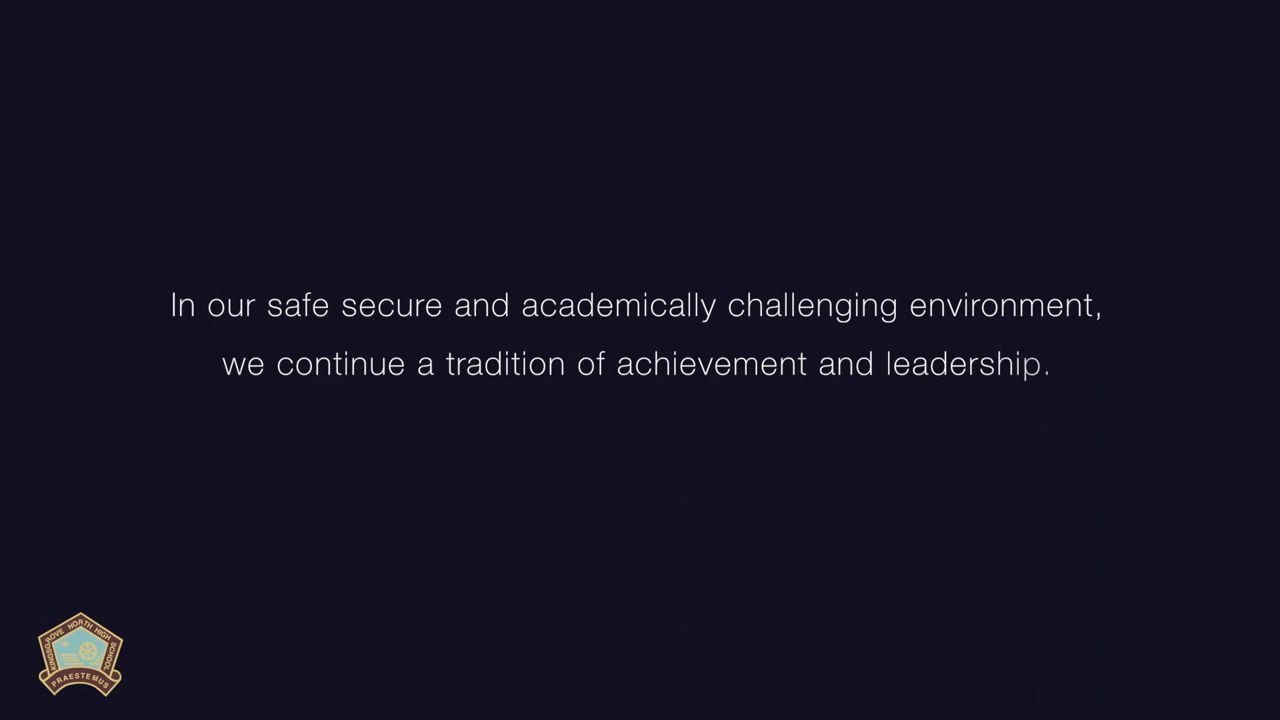 In our safe secure and academically challenging environment,
we continue a tradition of achievement and leadership.
KINGSGROVE NORTH HIGH SCHOOL
PRAESTEMUS